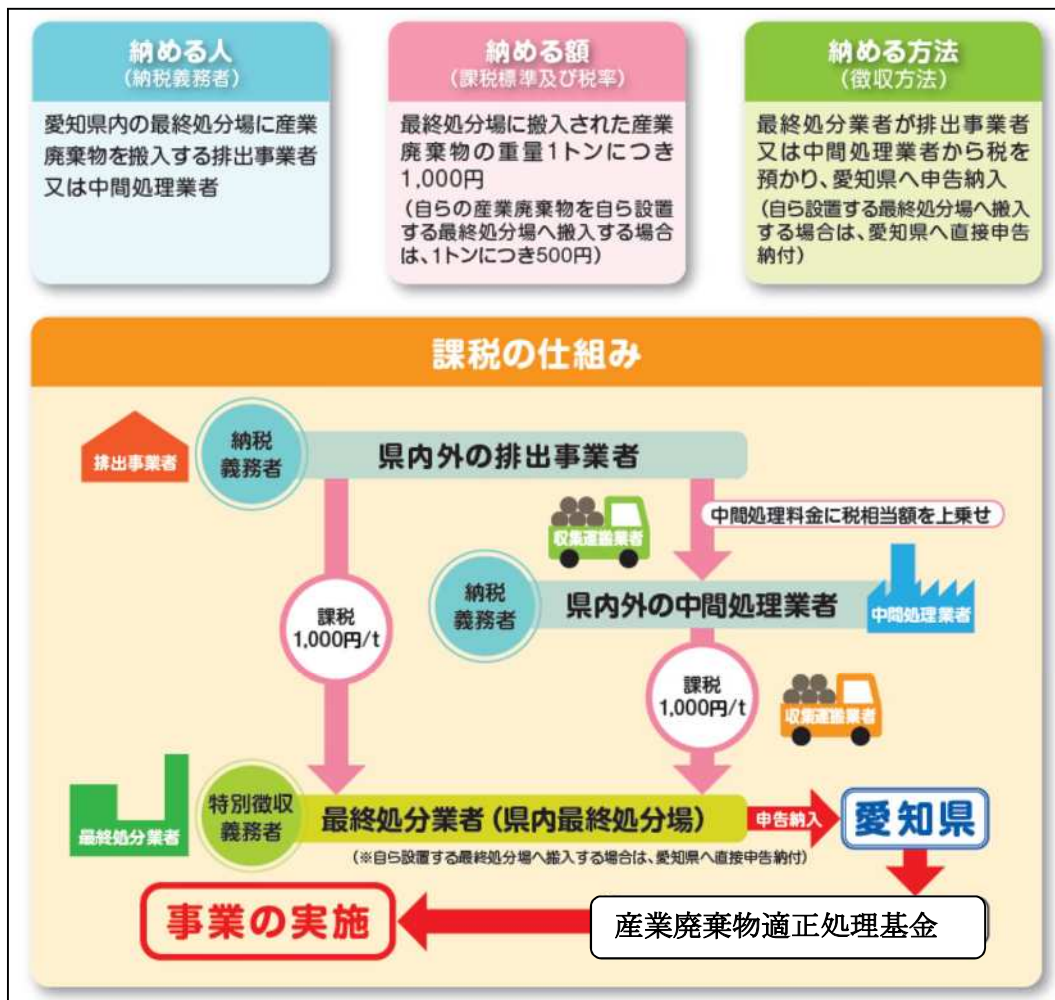 納める人
(納税義務者)
愛知県内の最終処分場に産業
廃棄物を搬入する排出事業者
又は中間処理業者
納める額
(課税標準及び税率)
最終処分場に搬入された産業
廃棄物の重量1トンにつき
1,000円
(自らの産業廃棄物を自ら設置
する最終処分場へ搬入する場合
は、1トンにつき500円)
納める方法
(徴収方法)
最終処分業者が排出事業者
又は中間処理業者から税を
預かり、愛知県へ申告納入
(自ら設置する最終処分場へ搬入
する場合は、愛知県へ直接申告
納付)
課税の仕組み
排出事業者
納税
義務者
県内外の排出事業者
収集運搬業者
中間処理料金に税相当額を上乗せ
納税
義務者
県内外の中間処理業者
中間処理業者
課税
1,000円/t
課税
1,000円/t
収集運搬業者
最終処分業者
特別徴収
義務者
最終処分業者(県内最終処分場)
申告納入
愛知県
(※自ら設置する最終処分場へ搬入する場合は、愛知県へ直接申告納付)
事業の実施
産業廃棄物適正処理基金